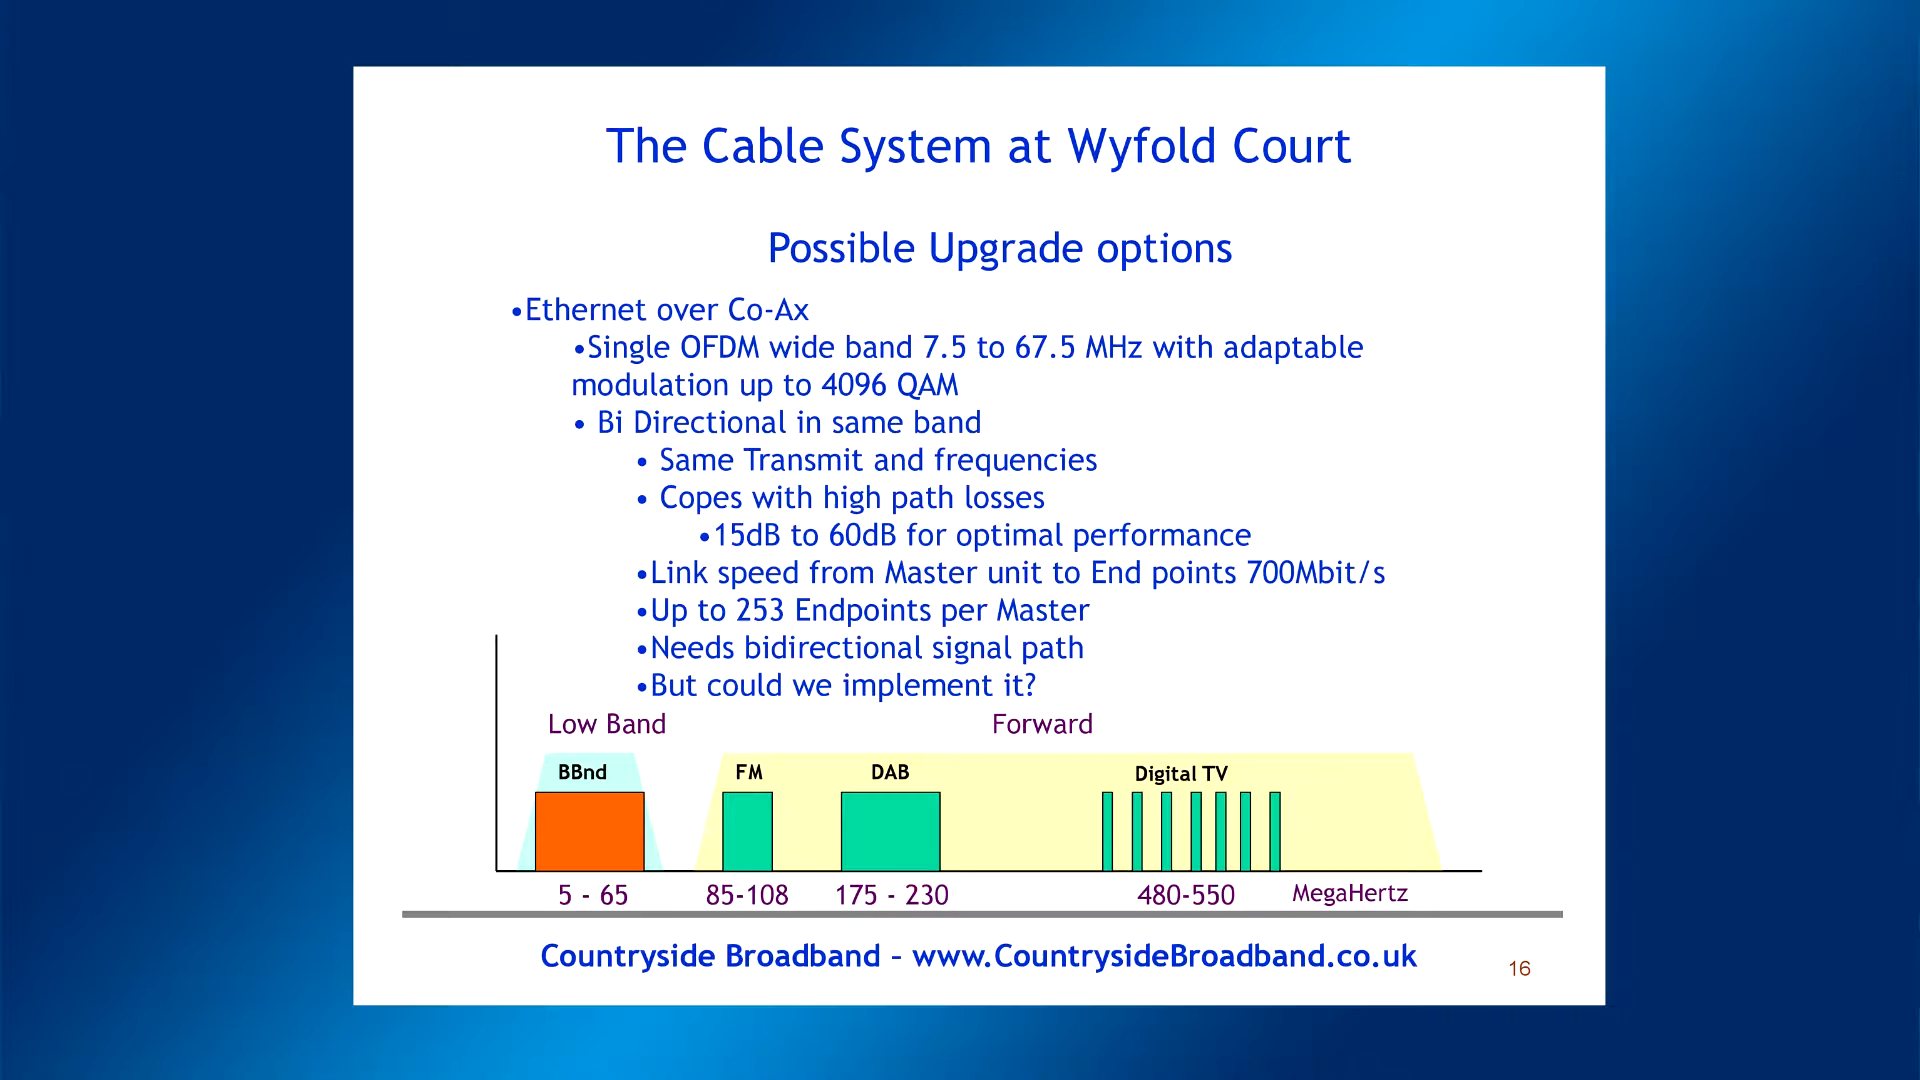 The Cable System at Wyfold Court
Possible Upgrade options
•Ethernet over Co-Ax
•Single OFDM wide band 7.5 to 67.5 MHz with adaptable
modulation up to 4096 QAM
• Bi Directional in same band
• Same Transmit and frequencies
• Copes with high path losses
•15dB to 60dB for optimal performance
•Link speed from Master unit to End points 700Mbit/s
•Up to 253 Endpoints per Master
•Needs bidirectional signal path
•But could we implement it?
Low Band Forward
BBnd FM DAB Digital TV
5 - 65 85-108 175 - 230 480-550 MegaHertz
Countryside Broadband – www.CountrysideBroadband.co.uk
16